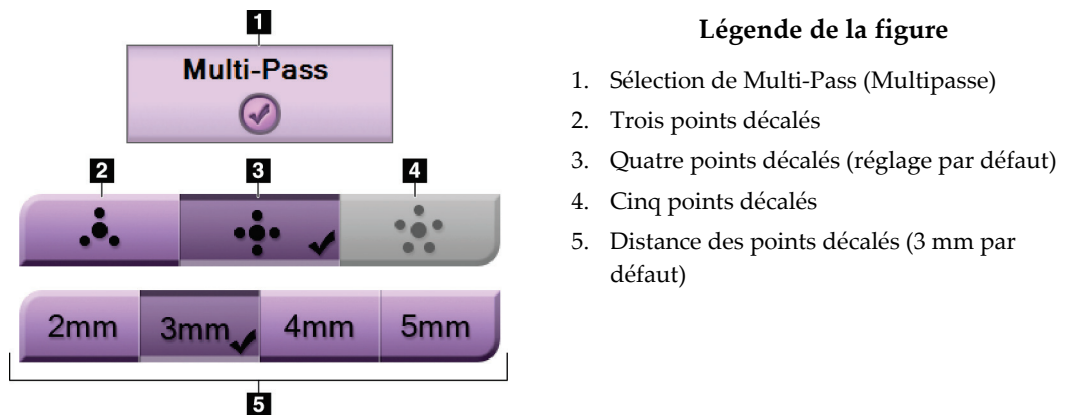 1
Multi-Pass
2 3 4
2mm 3mm 4mm 5mm
5
Légende de la figure
1. Sélection de Multi-Pass (Multipasse)
2. Trois points décalés
3. Quatre points décalés (réglage par défaut)
4. Cinq points décalés
5. Distance des points décalés (3 mm par
défaut)